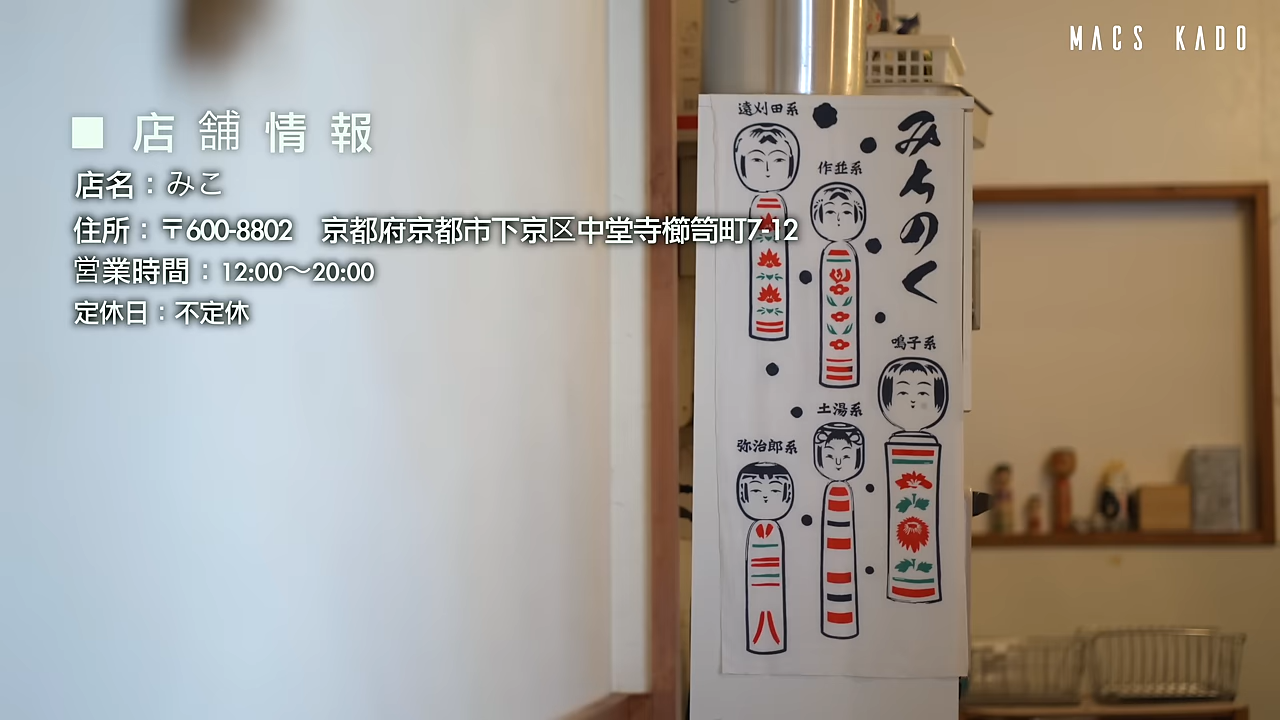 MACS KADO
■ 店舗情報
店名：みこ
住所：〒600-8802　京都府京都市下京区中堂寺櫛笥町7-12
営業時間：12:00～20:00
定休日：不定休
みちのく
遠刈田系
作並系
鳴子系
土湯系
弥治郎系